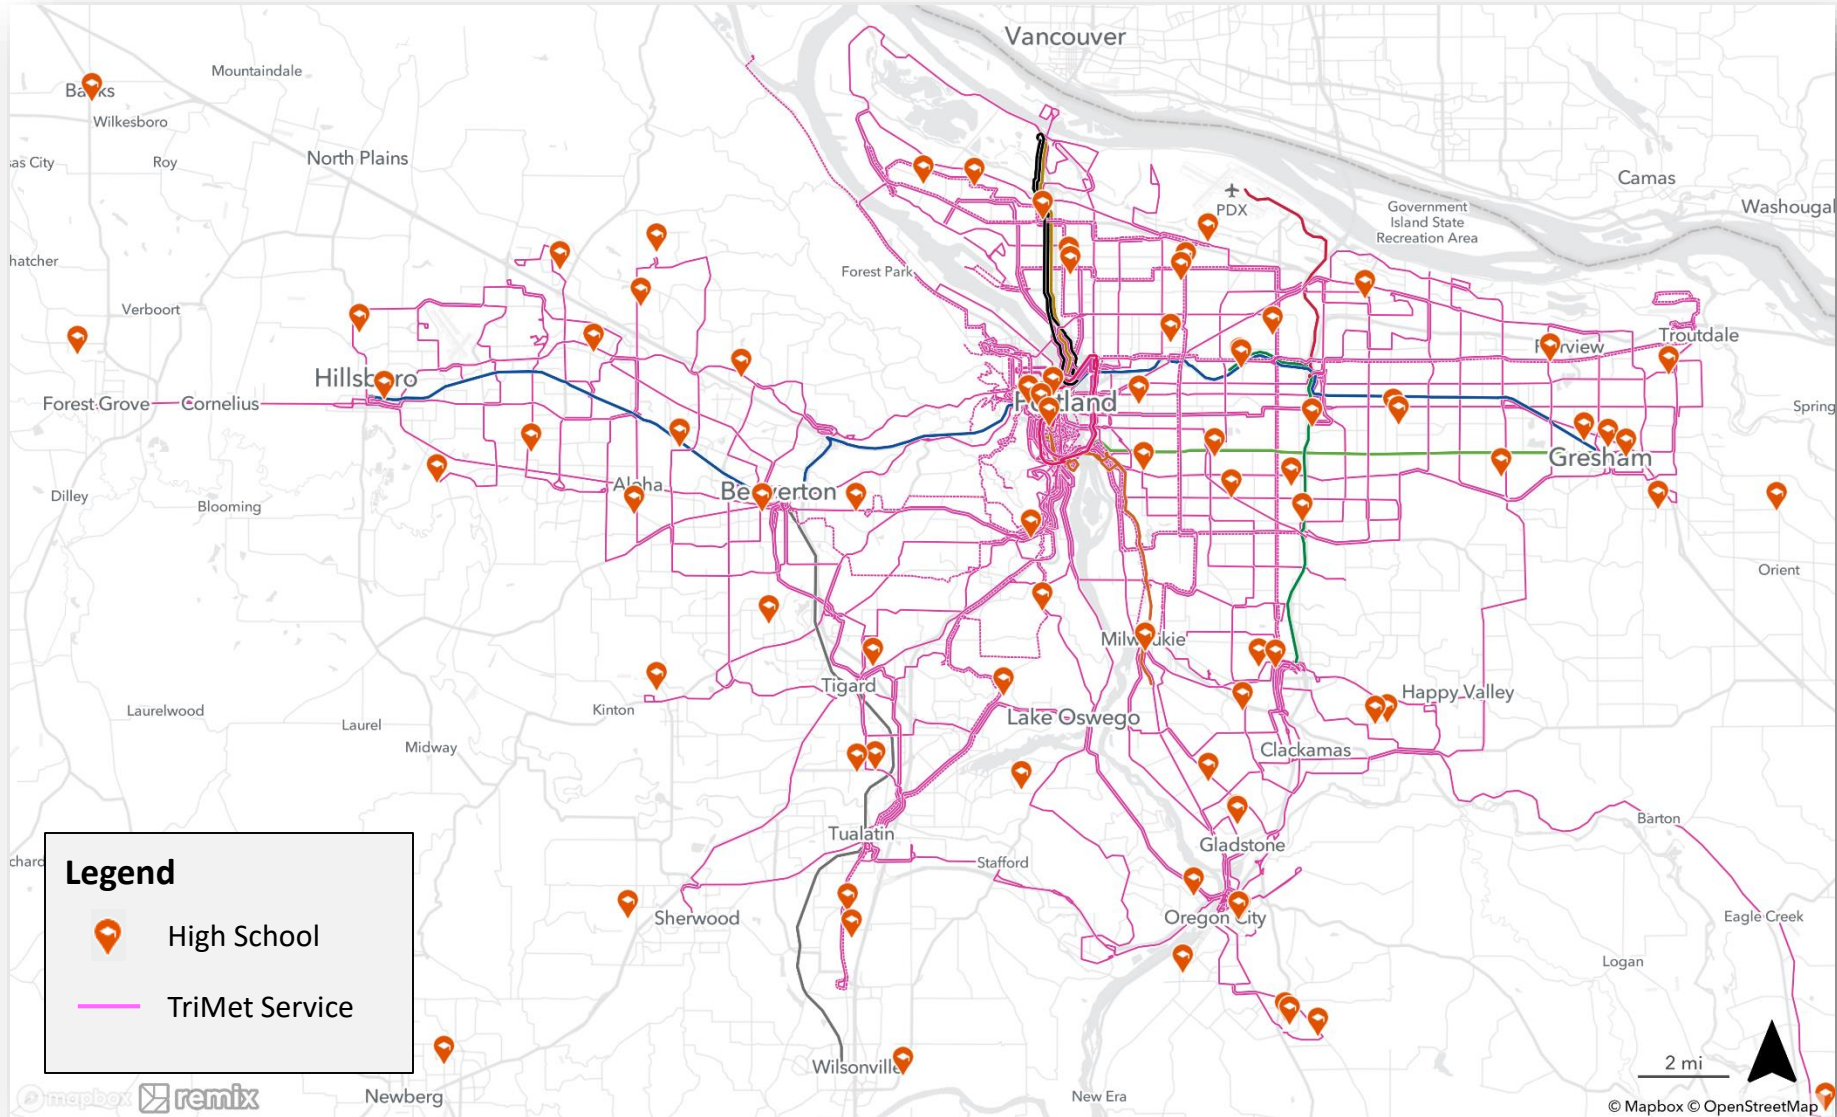 Vancouver
Mountaindale
Wilkesboro
Roy
North Plains
Camas
PDX
Government
Island State
Recreation Area
Washougal
hatcher
Forest Park
Verboort
Troutdale
Hillsboro
Forest Grove
Cornelius
Portland
Spring
Gresham
Aloha
Beaverton
Dilley
Blooming
Orient
Milwaukie
Tigard
Happy Valley
Kinton
Laurelwood
Laurel
Lake Oswego
Midway
Clackamas
Barton
Tualatin
Gladstone
Stafford
chard
Legend
High School
TriMet Service
Sherwood
Oregon City
Eagle Creek
Logan
Wilsonville
2 mi
Newberg
New Era
mapbox
remix
© Mapbox © OpenStreetMap